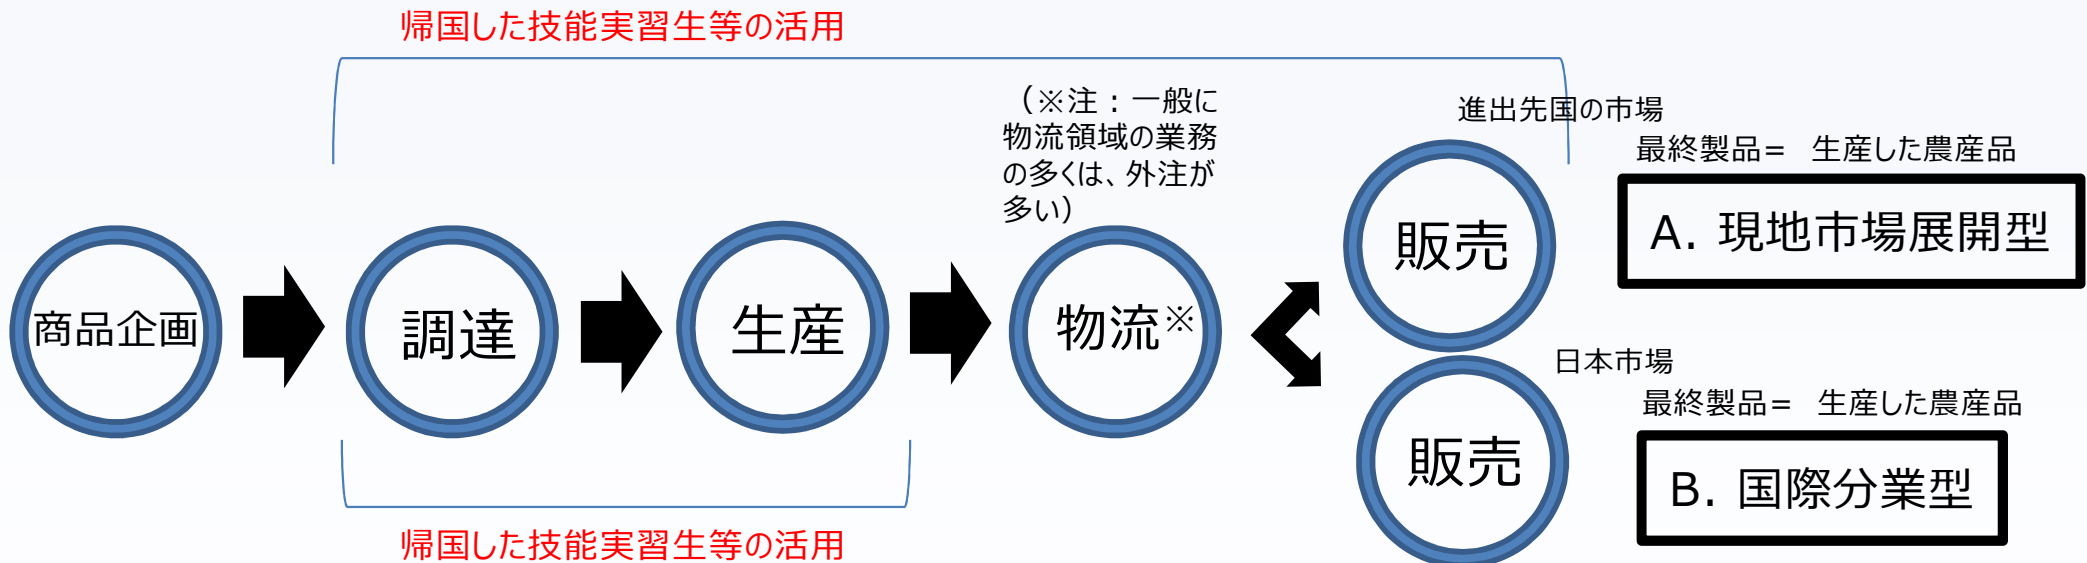 帰国した技能実習生等の活用
（※注：一般に
物流領域の業務
の多くは、外注が
多い）
進出先国の市場
最終製品=　生産した農産品
A. 現地市場展開型
商品企画
調達
生産
物流※
販売
日本市場
最終製品=　生産した農産品
販売
B. 国際分業型
帰国した技能実習生等の活用